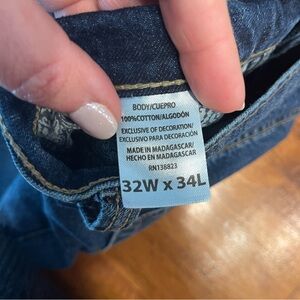 BODY/CUEPRO
100%COTTON/ALGODÓN
EXCLUSIVE OF DECORATION/
EXCLUSIVO PARA DECORACIÓN
MADE IN MADAGASCAR/
HECHO EN MADAGASCAR
RN138823
32W x 34L